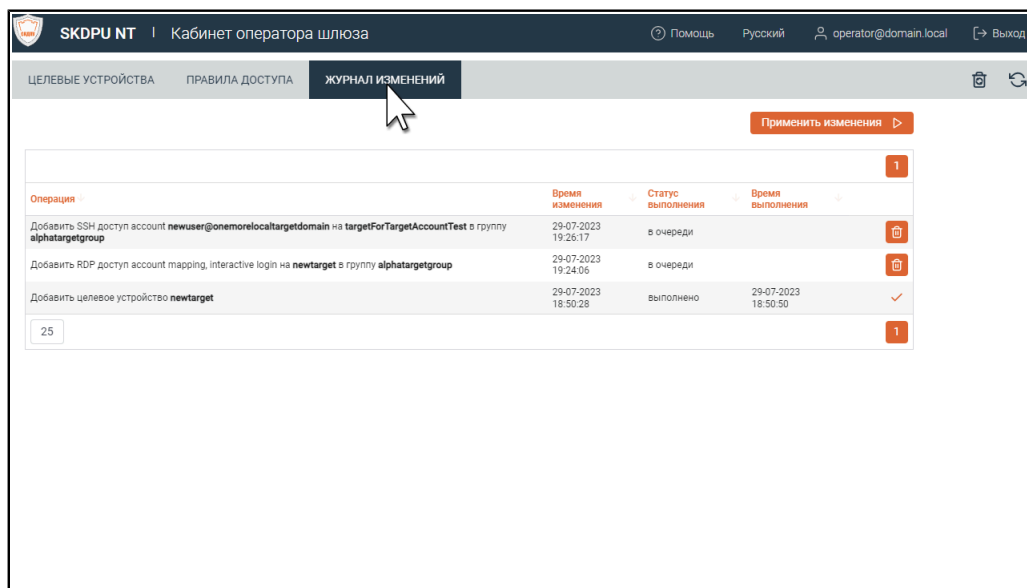 SKDPU NT | Кабинет оператора шлюза Помощь Русский operator@domain.local Выход
ЦЕЛЕВЫЕ УСТРОЙСТВА ПРАВИЛА ДОСТУПА ЖУРНАЛ ИЗМЕНЕНИЙ
Применить изменения
1
Операция Время изменения Статус выполнения Время выполнения
Добавить SSH доступ account newuser@onemorelocaltargetdomain на targetForTargetAccountTest в группу
alphatargetgroup
29-07-2023
19:26:17
в очереди
Добавить RDP доступ account mapping, interactive login на newtarget в группу alphatargetgroup
29-07-2023
19:24:06
в очереди
Добавить целевое устройство newtarget
29-07-2023
18:50:28
выполнено
29-07-2023
18:50:50
25
1